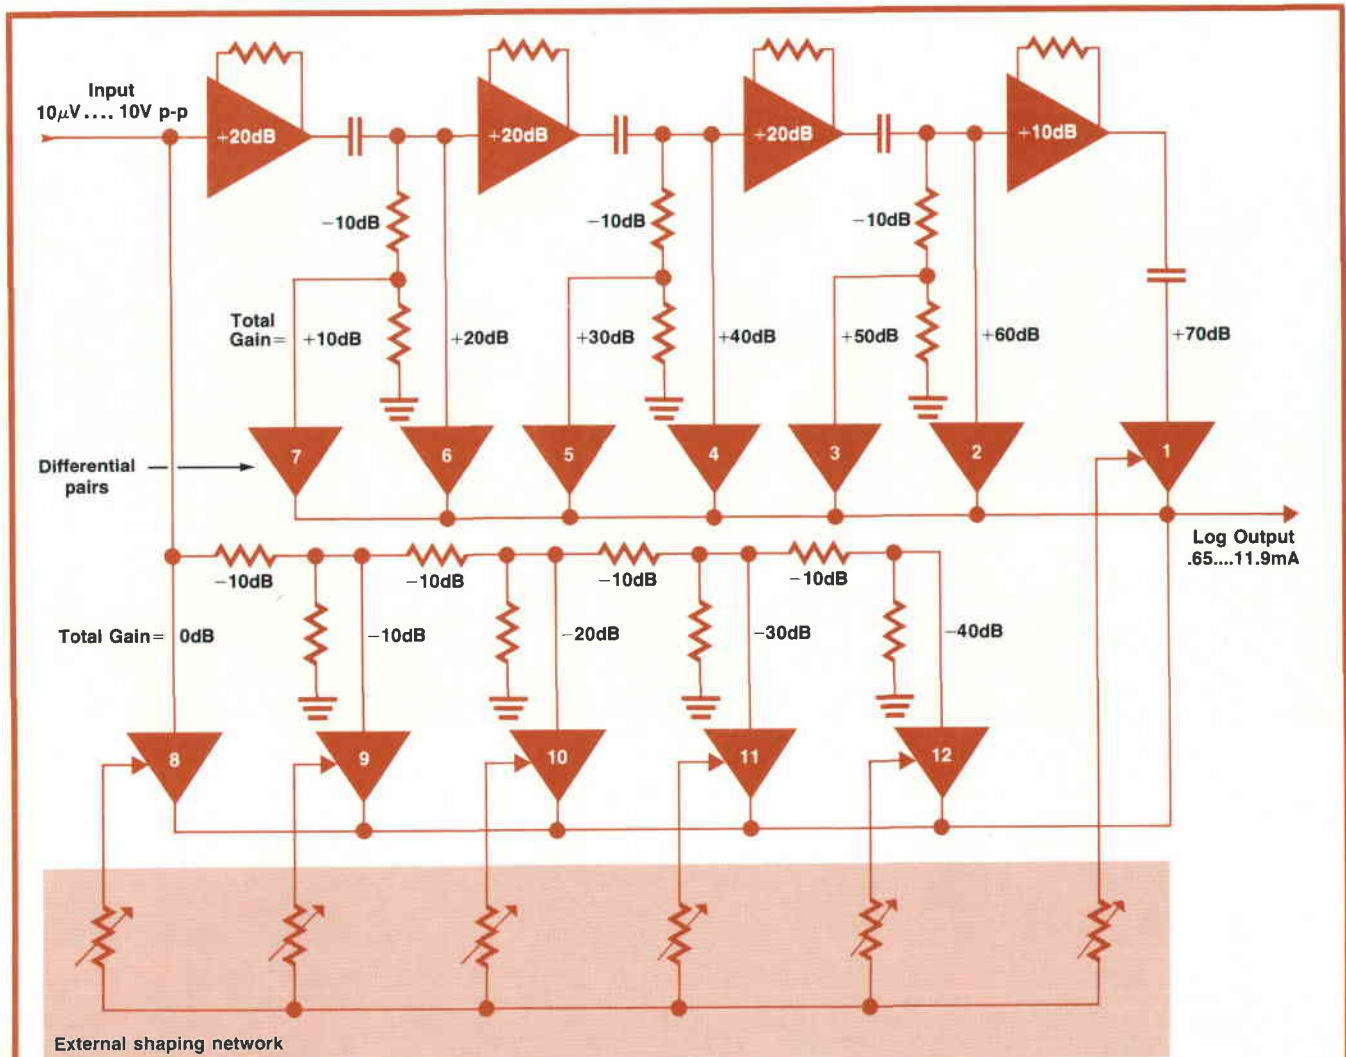 Input
10µV.... 10V p-p
+20dB
+20dB
+20dB
+10dB
−10dB
−10dB
−10dB
Total
Gain= +10dB
+20dB
+30dB
+40dB
+50dB
+60dB
+70dB
Differential
pairs
7
6
5
4
3
2
1
Log Output
.65....11.9mA
−10dB
−10dB
−10dB
−10dB
Total Gain= 0dB
−10dB
−20dB
−30dB
−40dB
8
9
10
11
12
External shaping network